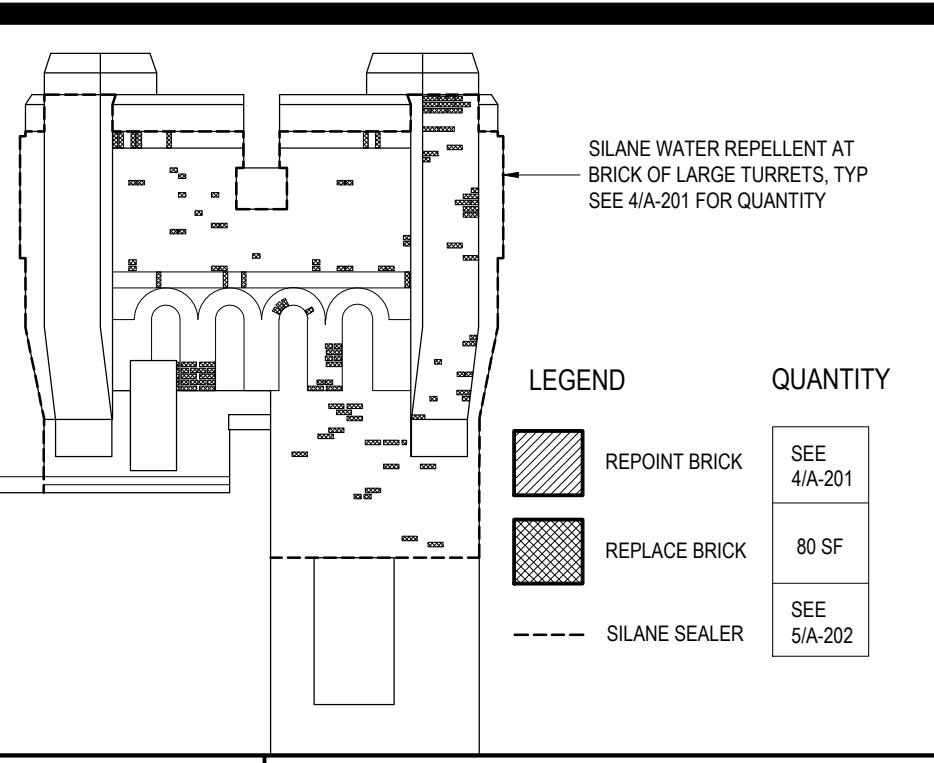 SILANE WATER REPELLENT AT
BRICK OF LARGE TURRETS, TYP
SEE 4/A-201 FOR QUANTITY
LEGEND
QUANTITY
REPOINT BRICK
SEE
4/A-201
REPLACE BRICK
80 SF
SILANE SEALER
SEE
5/A-202